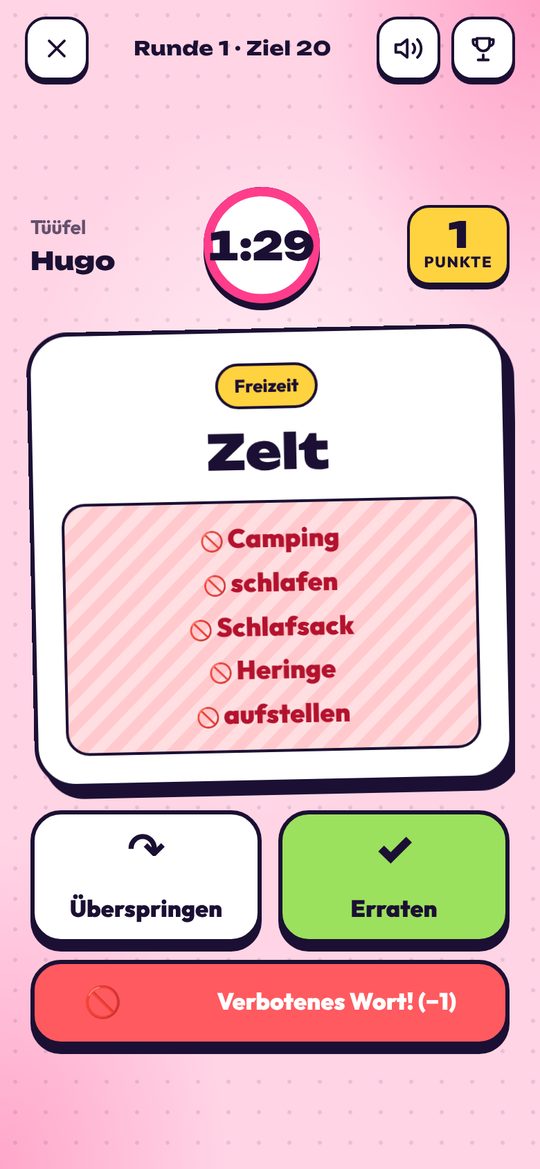 Runde 1 · Ziel 20
Tüüfel
Hugo
1:29
1
PUNKTE
Freizeit
Zelt
Camping
schlafen
Schlafsack
Heringe
aufstellen
Überspringen
Erraten
Verbotenes Wort! (−1)